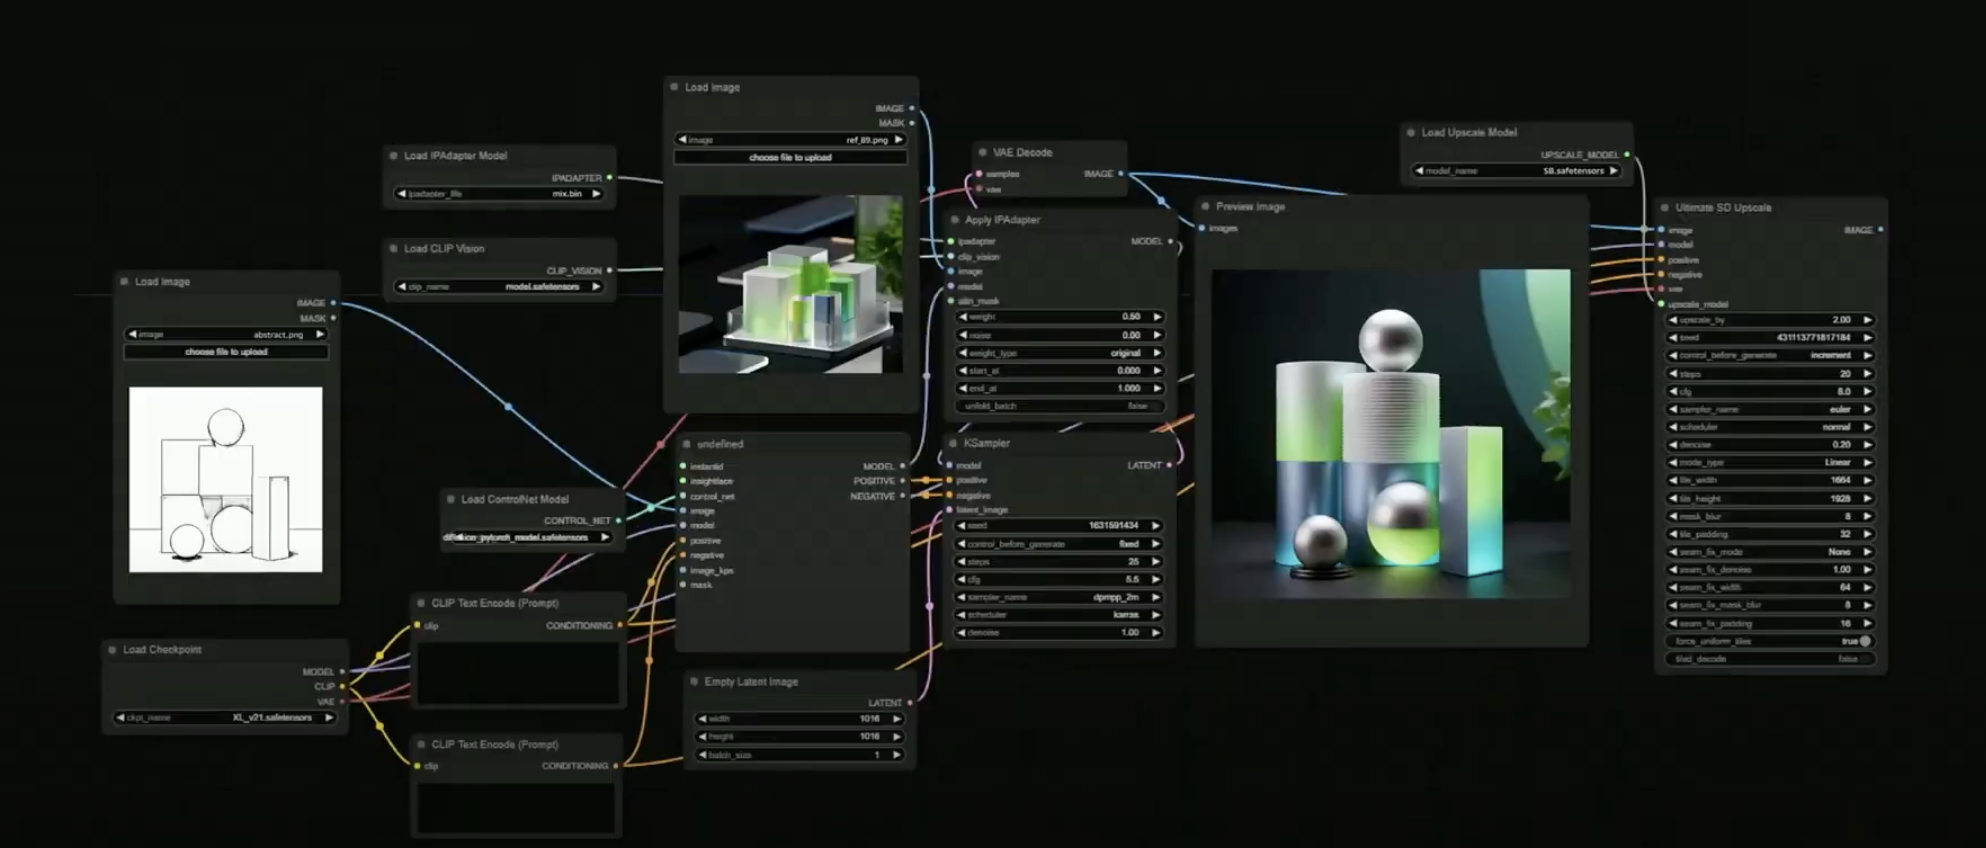 Load Image
IMAGE
MASK
image abstract.png
choose file to upload
Load Checkpoint
MODEL
CLIP
VAE
ckpt_name XL_v21.safetensors
Load IPAdapter Model
IPADAPTER
ipadapter_file mix.bin
Load CLIP Vision
CLIP_VISION
clip_name model.safetensors
Load ControlNet Model
CONTROL_NET
CLIP Text Encode (Prompt)
clip CONDITIONING
CLIP Text Encode (Prompt)
clip CONDITIONING
Load Image
IMAGE
MASK
image ref_89.png
choose file to upload
undefined
instantid MODEL
insightface POSITIVE
control_net NEGATIVE
image
model
positive
negative
image_kps
mask
Empty Latent Image
LATENT
width 1016
height 1016
batch_size 1
VAE Decode
samples IMAGE
vae
Apply IPAdapter
ipadapter MODEL
clip_vision
image
model
attn_mask
weight 0.50
noise 0.00
weight_type original
start_at 0.000
end_at 1.000
unfold_batch false
KSampler
model LATENT
positive
negative
latent_image
seed 1631591434
control_before_generate fixed
steps 25
cfg 5.5
sampler_name dpmpp_2m
scheduler karras
denoise 1.00
Preview Image
images
Load Upscale Model
UPSCALE_MODEL
model_name SB.safetensors
Ultimate SD Upscale
image IMAGE
model
positive
negative
vae
upscale_model
upscale_by 2.00
seed 431113771817184
control_before_generate increment
steps 20
cfg 8.0
sampler_name euler
scheduler normal
denoise 0.20
mode_type Linear
tile_width 1664
tile_height 1928
mask_blur 8
tile_padding 32
seam_fix_mode None
seam_fix_denoise 1.00
seam_fix_width 64
seam_fix_mask_blur 8
seam_fix_padding 16
force_uniform_tiles true
tiled_decode false